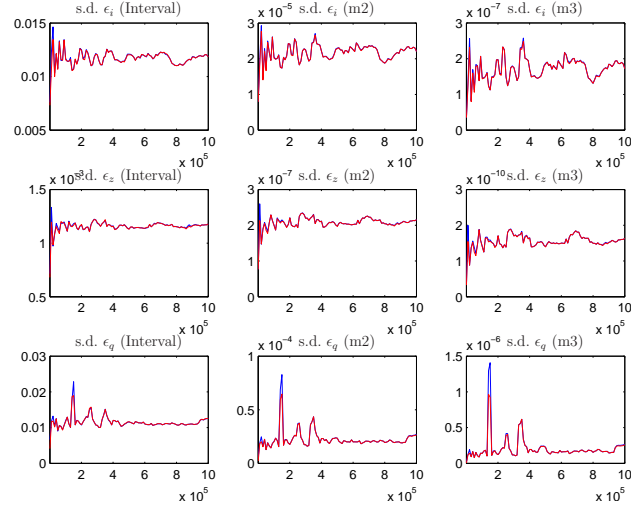 s.d. ϵ_i (Interval)
0.015
0.01
0.005
2 4 6 8 10
x 10^5
x 10^-5 s.d. ϵ_i (m2)
3
2
1
0
2 4 6 8 10
x 10^5
x 10^-7 s.d. ϵ_i (m3)
3
2
1
0
2 4 6 8 10
x 10^5
x 10^-3 s.d. ϵ_z (Interval)
1.5
1
0.5
2 4 6 8 10
x 10^5
x 10^-7 s.d. ϵ_z (m2)
3
2
1
0
2 4 6 8 10
x 10^5
x 10^-10 s.d. ϵ_z (m3)
3
2
1
0
2 4 6 8 10
x 10^5
s.d. ϵ_q (Interval)
0.03
0.02
0.01
0
2 4 6 8 10
x 10^5
x 10^-4 s.d. ϵ_q (m2)
1
0.5
0
2 4 6 8 10
x 10^5
x 10^-6 s.d. ϵ_q (m3)
1.5
1
0.5
0
2 4 6 8 10
x 10^5